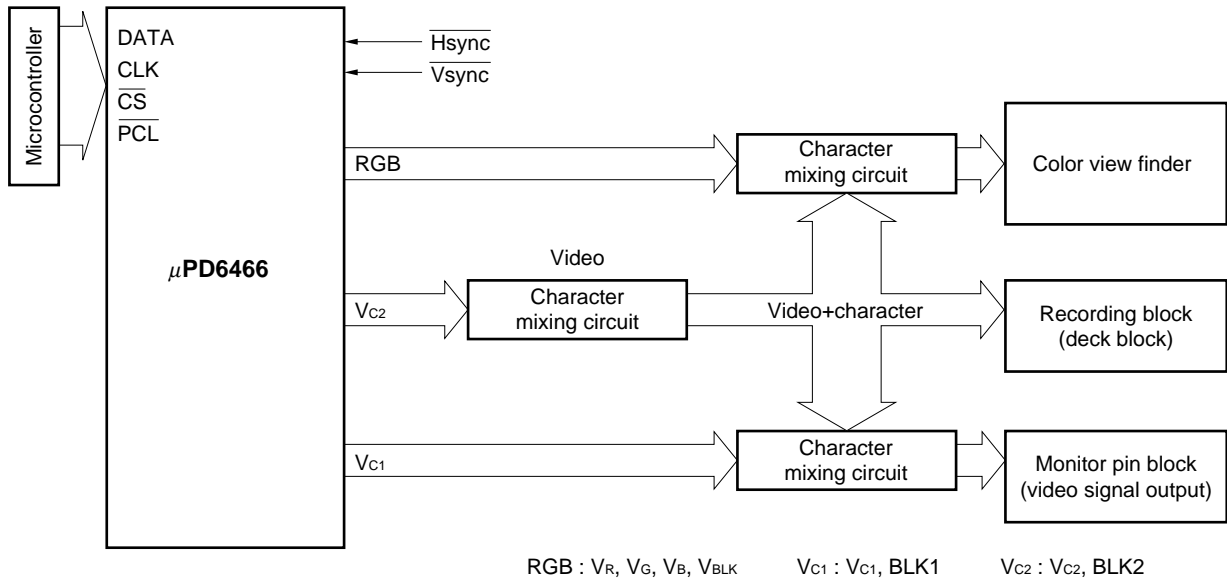 Microcontroller
DATA
CLK
CS
PCL
Hsync
Vsync
μPD6466
RGB
VC2
VC1
Character
mixing circuit
Color view finder
Video
Character
mixing circuit
Video+character
Recording block
(deck block)
Character
mixing circuit
Monitor pin block
(video signal output)
RGB : VR, VG, VB, VBLK VC1 : VC1, BLK1 VC2 : VC2, BLK2